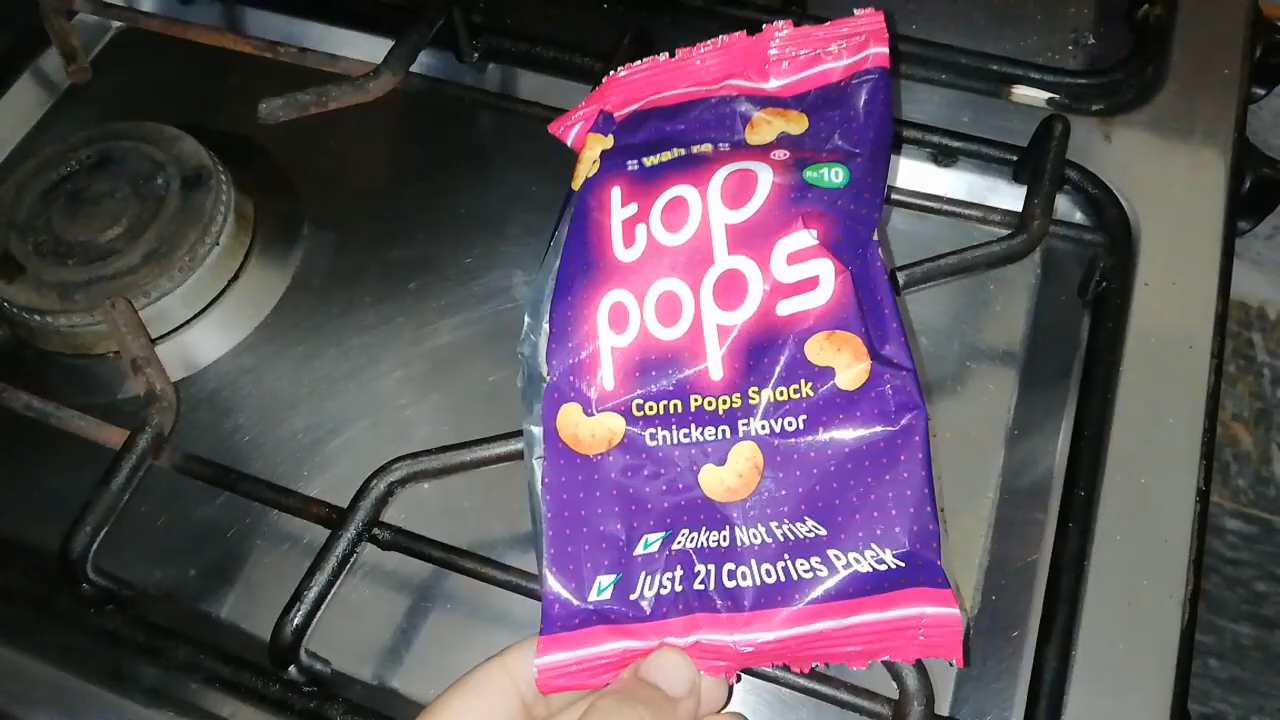 :: wah re ::
top®
Rs.10
pops
Corn Pops Snack
Chicken Flavor
Baked Not Fried
Just 21 Calories Pack